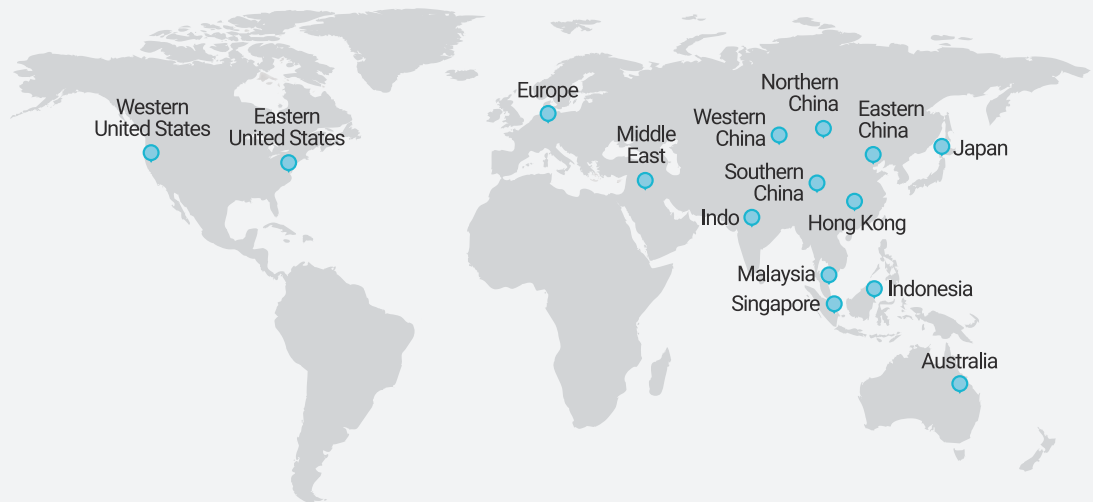 Western
United States
Eastern
United States
Europe
Middle
East
Western
China
Northern
China
Eastern
China
Japan
Southern
China
Indo
Hong Kong
Malaysia
Singapore
Indonesia
Australia